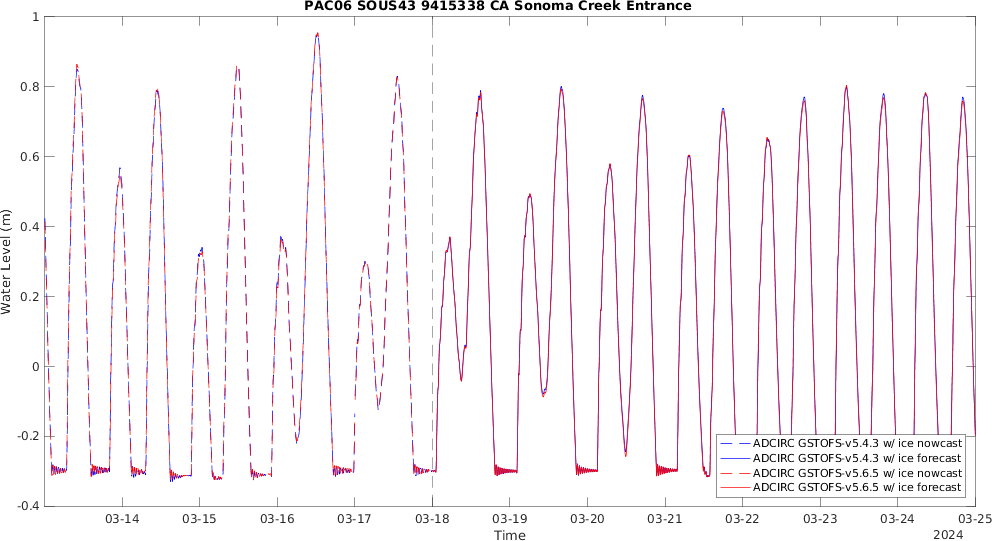 PAC06 SOUS43 9415338 CA Sonoma Creek Entrance
1
0.8
0.6
0.4
0.2
0
-0.2
-0.4
Water Level (m)
ADCIRC GSTOFS-v5.4.3 w/ ice nowcast
ADCIRC GSTOFS-v5.4.3 w/ ice forecast
ADCIRC GSTOFS-v5.6.5 w/ ice nowcast
ADCIRC GSTOFS-v5.6.5 w/ ice forecast
03-14 03-15 03-16 03-17 03-18 03-19 03-20 03-21 03-22 03-23 03-24 03-25
Time
2024